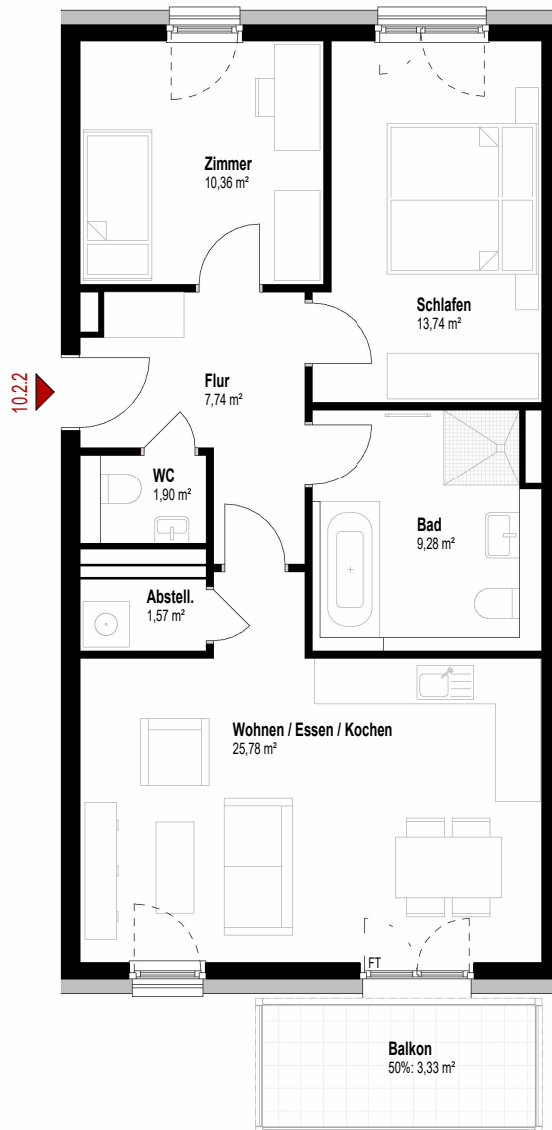 Zimmer
10,36 m²
Schlafen
13,74 m²
10.2.2
Flur
7,74 m²
WC
1,90 m²
Bad
9,28 m²
Abstell.
1,57 m²
Wohnen / Essen / Kochen
25,78 m²
FT
Balkon
50%: 3,33 m²